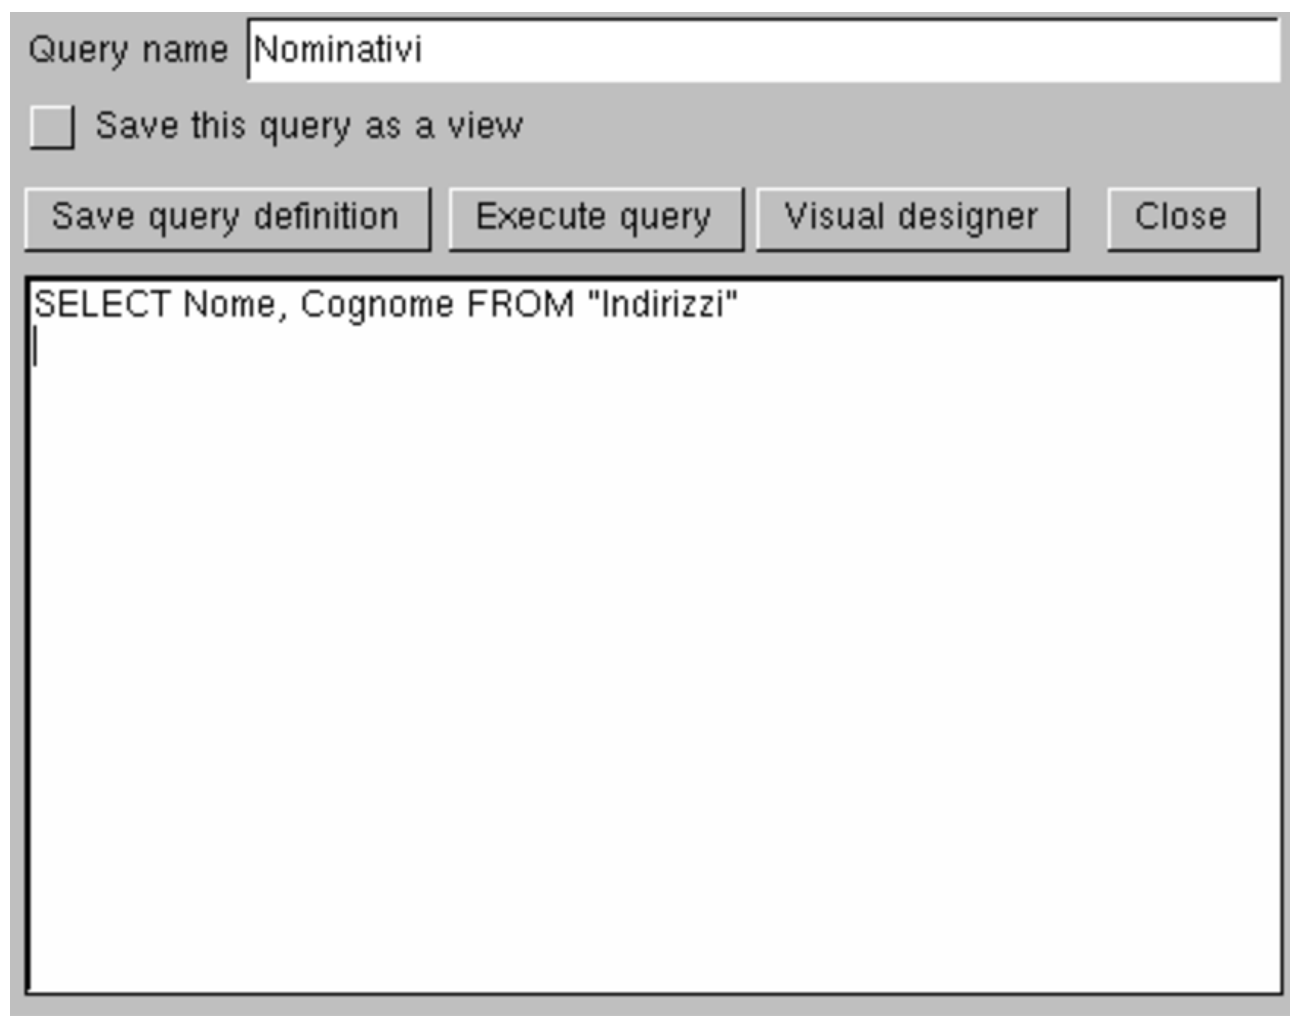 Query name Nominativi
Save this query as a view
Save query definition Execute query Visual designer Close
SELECT Nome, Cognome FROM "Indirizzi"